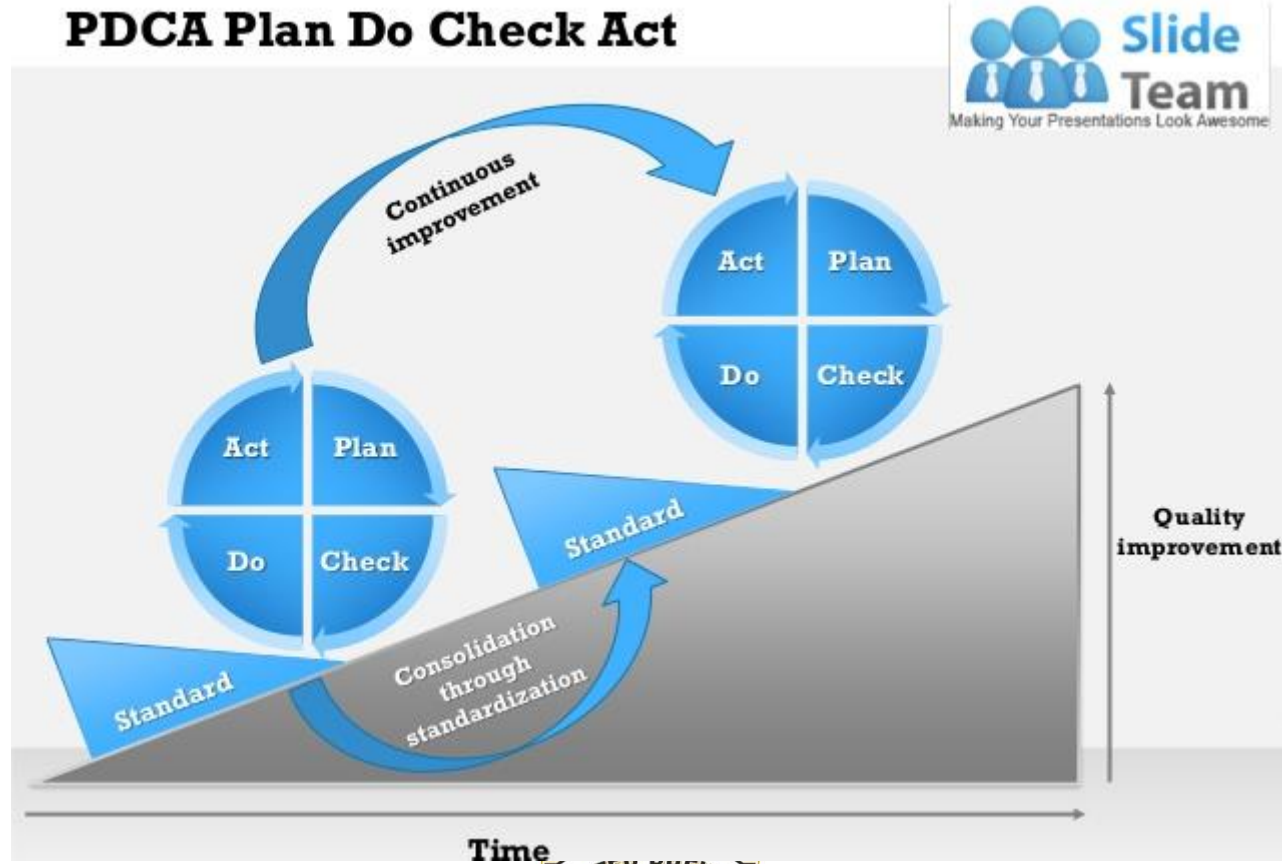 PDCA Plan Do Check Act
Slide
Team
Making Your Presentations Look Awesome
Continuous
improvement
Act
Plan
Do
Check
Act
Plan
Do
Check
Standard
Standard
Consolidation
through
standardization
Quality
improvement
Time